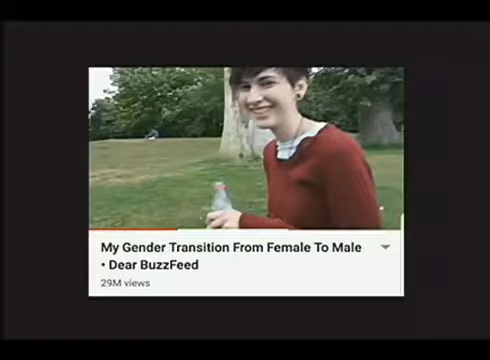 My Gender Transition From Female To Male
• Dear BuzzFeed
29M views